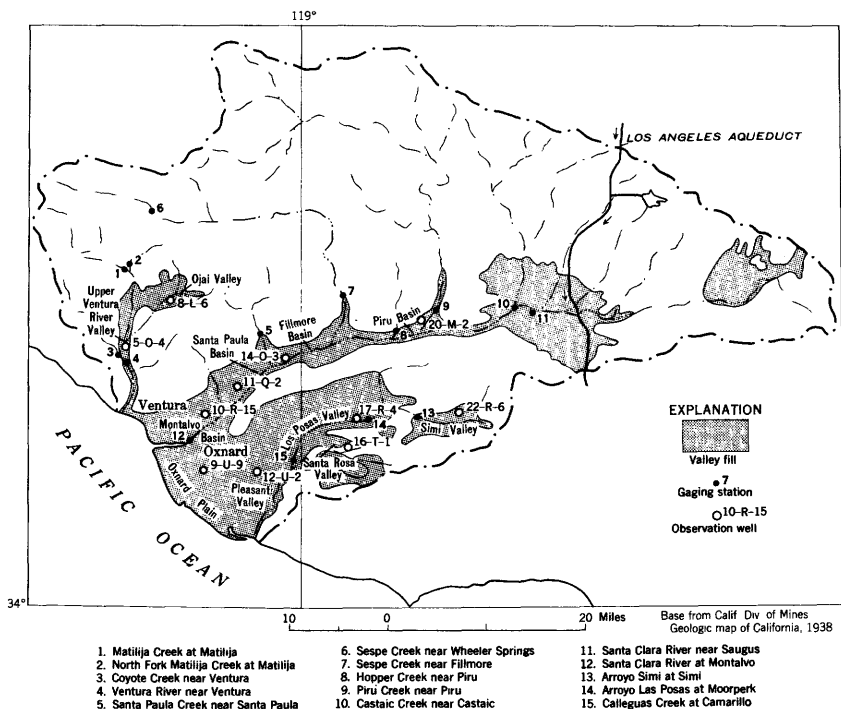 119°
LOS ANGELES AQUEDUCT
6
2
1
Ojai Valley
Upper
Ventura
River
Valley
8-L-6
7
Piru Basin
9
10
20-M-2
11
6
Fillmore
Basin
5
Santa Paula
Basin
14-O-3
5-O-4
3
4
11-Q-2
Ventura
10-R-15
Montalvo
Basin
12
Los Posas Valley
17-R-4
14
13
22-R-6
Simi Valley
EXPLANATION
Valley fill
7
Gaging station
10-R-15
Observation well
Oxnard
9-U-9
15
16-T-1
12-U-2
Santa Rosa
Valley
Pleasant
Valley
Oxnard Plain
PACIFIC OCEAN
34°
10 0 20 Miles
Base from Calif Div of Mines
Geologic map of California, 1938
1. Matilija Creek at Matilija
2. North Fork Matilija Creek at Matilija
3. Coyote Creek near Ventura
4. Ventura River near Ventura
5. Santa Paula Creek near Santa Paula
6. Sespe Creek near Wheeler Springs
7. Sespe Creek near Fillmore
8. Hopper Creek near Piru
9. Piru Creek near Piru
10. Castaic Creek near Castaic
11. Santa Clara River near Saugus
12. Santa Clara River at Montalvo
13. Arroyo Simi at Simi
14. Arroyo Las Posas at Moorperk
15. Calleguas Creek at Camarillo